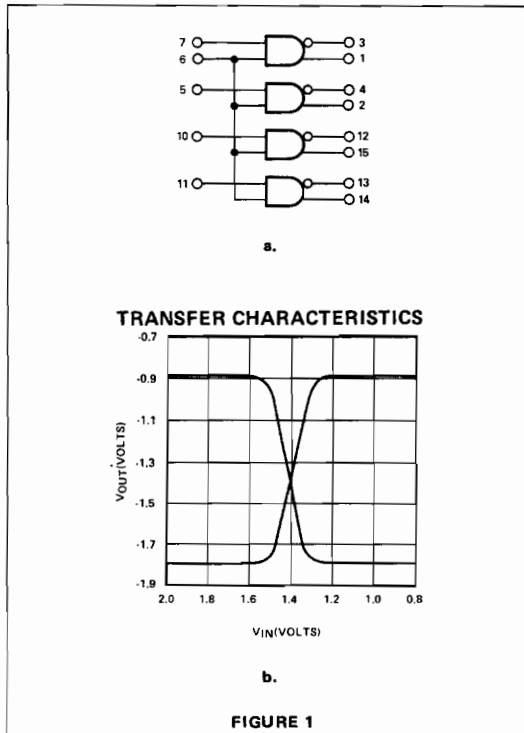 7 3
6 1
5 4
2
10 12
15
11 13
14
a.
TRANSFER CHARACTERISTICS
-0.7
-0.9
-1.1
-1.3
-1.5
-1.7
-1.9
VOUT(VOLTS)
2.0 1.8 1.6 1.4 1.2 1.0 0.8
VIN(VOLTS)
b.
FIGURE 1